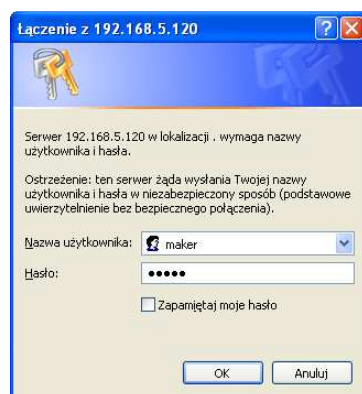 Łączenie z 192.168.5.120
Serwer 192.168.5.120 w lokalizacji . wymaga nazwy
użytkownika i hasła.
Ostrzeżenie: ten serwer żąda wysłania Twojej nazwy
użytkownika i hasła w niezabezpieczony sposób (podstawowe
uwierzytelnienie bez bezpiecznego połączenia).
Nazwa użytkownika:
maker
Hasło:
•••••
Zapamiętaj moje hasło
OK
Anuluj